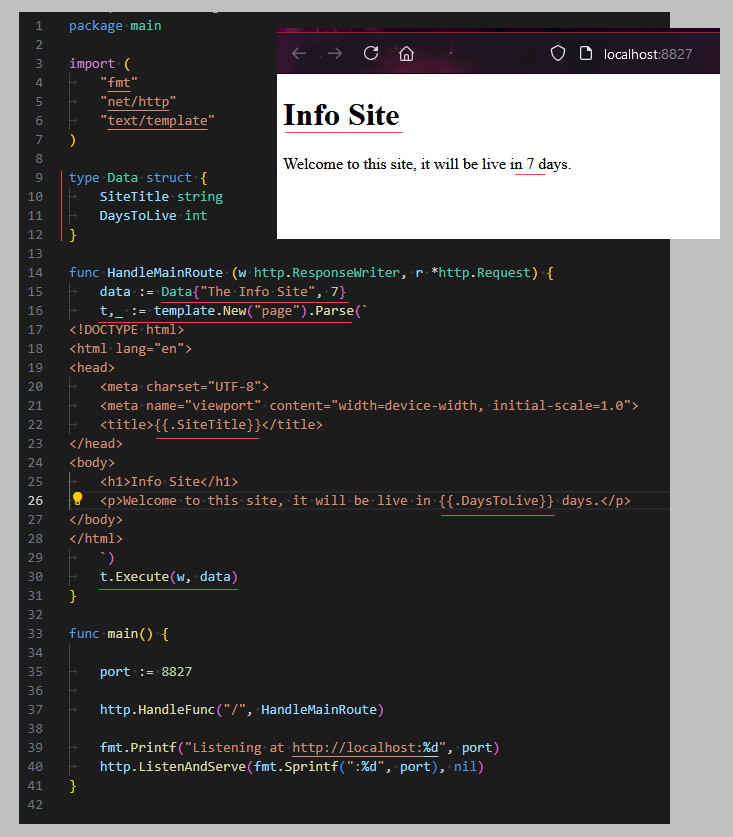 package main
import (
"fmt"
"net/http"
"text/template"
)
type Data struct {
SiteTitle string
DaysToLive int
}
func HandleMainRoute (w http.ResponseWriter, r *http.Request) {
data := Data{"The Info Site", 7}
t,_ := template.New("page").Parse(`
<!DOCTYPE html>
<html lang="en">
<head>
<meta charset="UTF-8">
<meta name="viewport" content="width=device-width, initial-scale=1.0">
<title>{{.SiteTitle}}</title>
</head>
<body>
<h1>Info Site</h1>
<p>Welcome to this site, it will be live in {{.DaysToLive}} days.</p>
</body>
</html>
`)
t.Execute(w, data)
}
func main() {
port := 8827
http.HandleFunc("/", HandleMainRoute)
fmt.Printf("Listening at http://localhost:%d", port)
http.ListenAndServe(fmt.Sprintf(":%d", port), nil)
}
localhost:8827
Info Site
Welcome to this site, it will be live in 7 days.
1
2
3
4
5
6
7
8
9
10
11
12
13
14
15
16
17
18
19
20
21
22
23
24
25
26
27
28
29
30
31
32
33
34
35
36
37
38
39
40
41
42